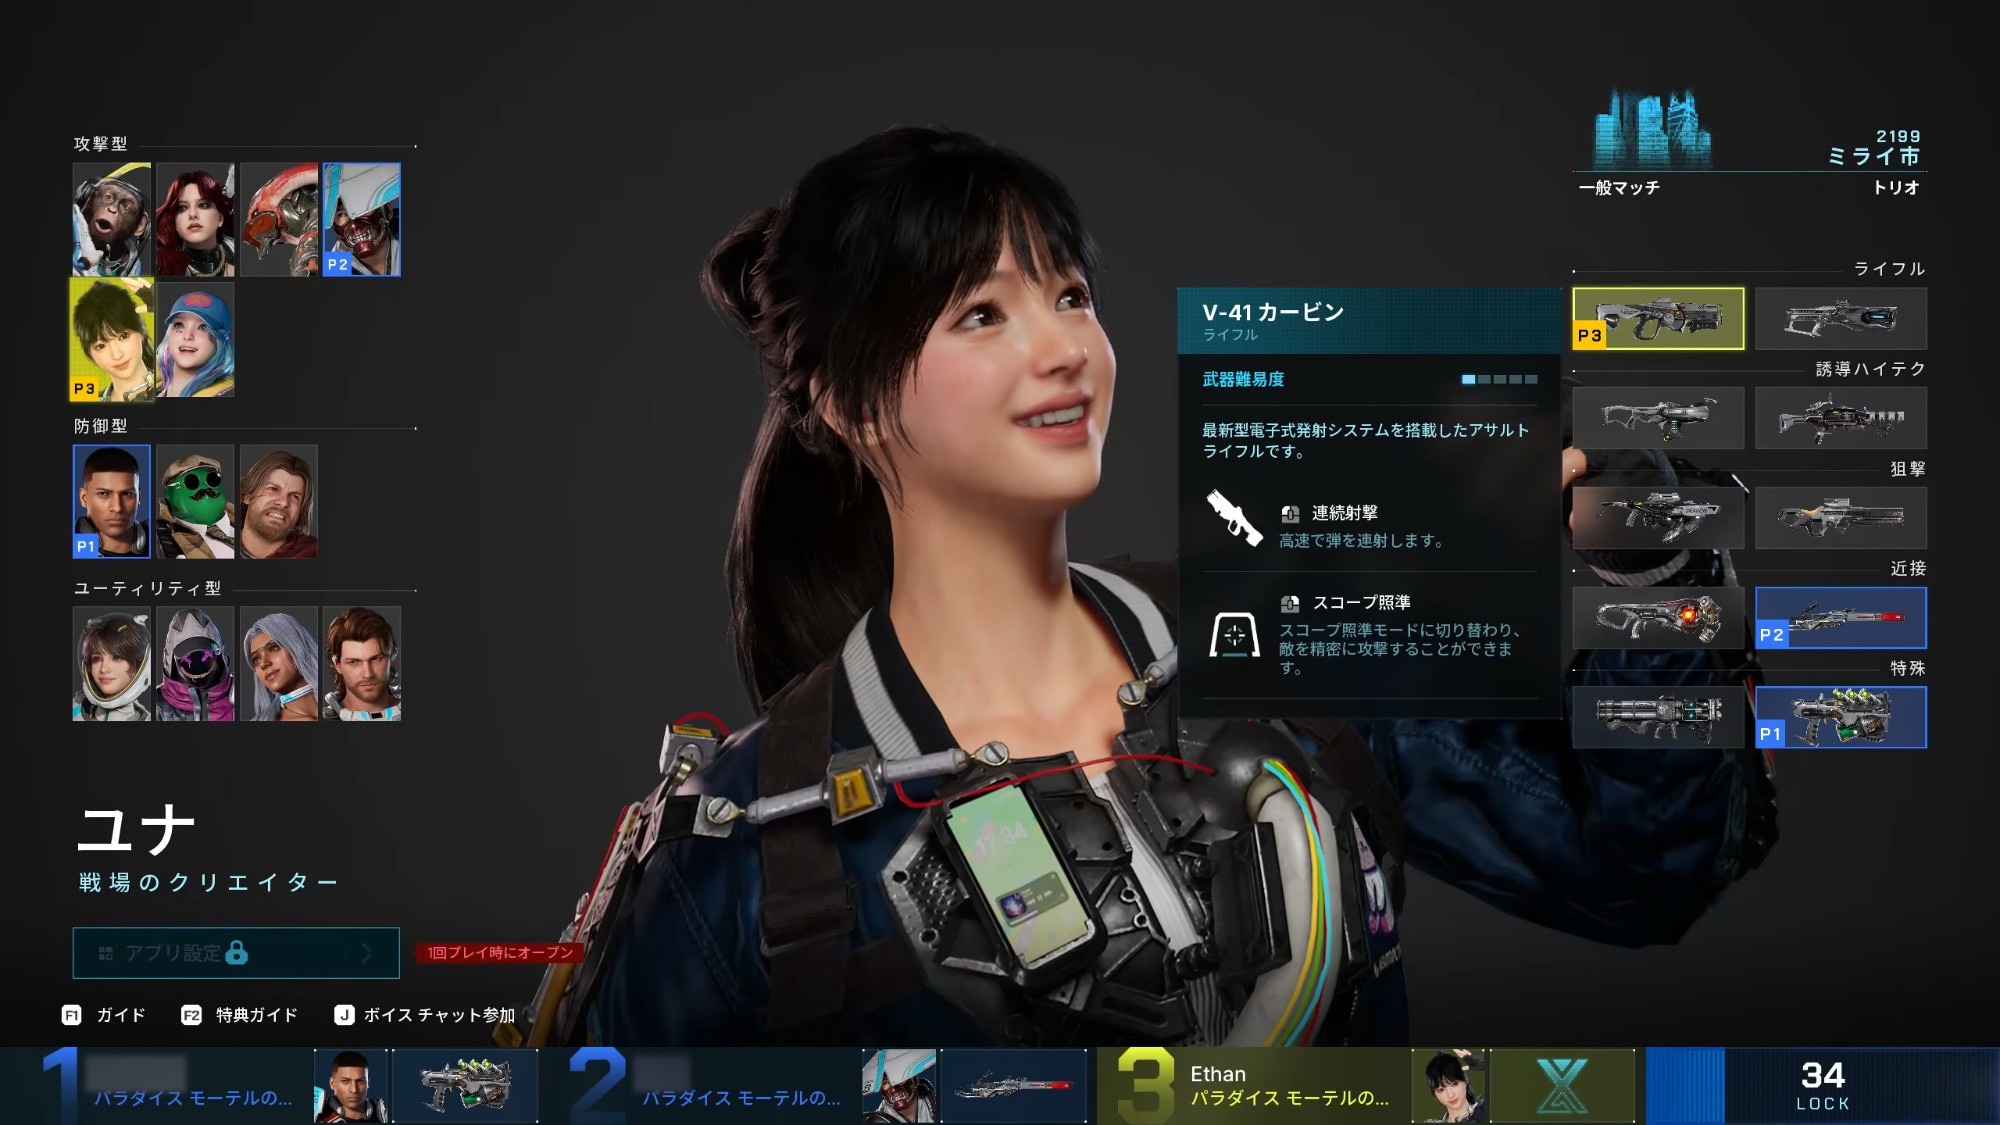 攻撃型
P2
P3
防御型
P1
ユーティリティ型
ユナ
戦場のクリエイター
アプリ設定
1回プレイ時にオープン
F1 ガイド
F2 特典ガイド
J ボイス チャット参加
2199
ミライ市
一般マッチ
トリオ
V-41 カービン
ライフル
武器難易度
最新型電子式発射システムを搭載したアサルト
ライフルです。
連続射撃
高速で弾を連射します。
スコープ照準
スコープ照準モードに切り替わり、
敵を精密に攻撃することができま
す。
ライフル
P3
誘導ハイテク
狙撃
近接
P2
特殊
P1
1
パラダイス モーテルの...
2
パラダイス モーテルの...
3
Ethan
パラダイス モーテルの...
34
LOCK